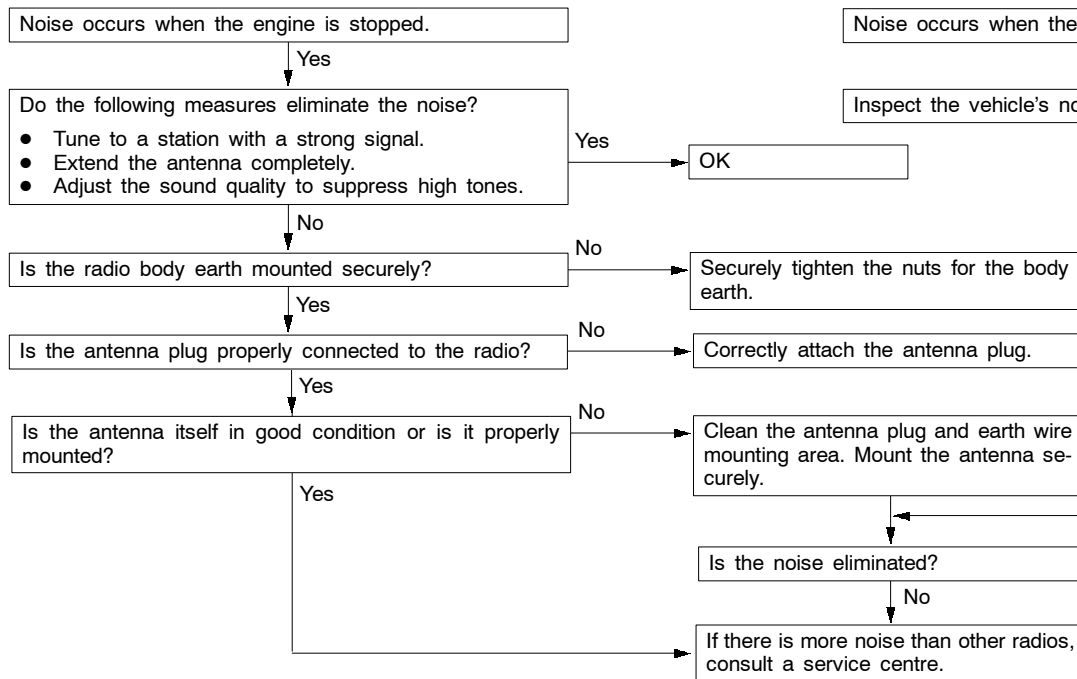 Noise occurs when the engine is stopped.
Noise occurs when the
Yes
Do the following measures eliminate the noise?
● Tune to a station with a strong signal.
● Extend the antenna completely.
● Adjust the sound quality to suppress high tones.
Inspect the vehicle's no
Yes
OK
No
Is the radio body earth mounted securely?
No
Securely tighten the nuts for the body
earth.
Yes
Is the antenna plug properly connected to the radio?
No
Correctly attach the antenna plug.
Yes
Is the antenna itself in good condition or is it properly
mounted?
No
Clean the antenna plug and earth wire
mounting area. Mount the antenna se-
curely.
Yes
Is the noise eliminated?
No
If there is more noise than other radios,
consult a service centre.